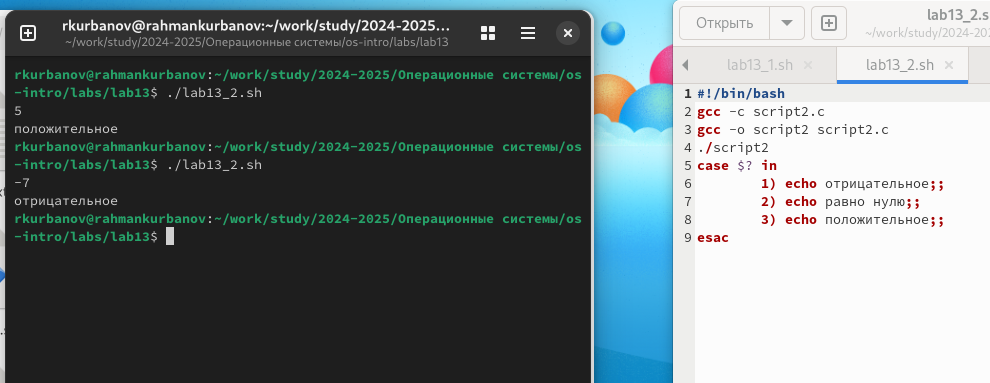 rkurbanov@rahmankurbanov:~/work/study/2024-2025...
~/work/study/2024-2025/Операционные системы/os-intro/labs/lab13
rkurbanov@rahmankurbanov:~/work/study/2024-2025/Операционные системы/os
-intro/labs/lab13$ ./lab13_2.sh
5
положительное
rkurbanov@rahmankurbanov:~/work/study/2024-2025/Операционные системы/os
-intro/labs/lab13$ ./lab13_2.sh
-7
отрицательное
rkurbanov@rahmankurbanov:~/work/study/2024-2025/Операционные системы/os
-intro/labs/lab13$
Открыть
lab13_2.s
~/work/study/2024-2025/
lab13_1.sh
lab13_2.sh
1 #!/bin/bash
2 gcc -c script2.c
3 gcc -o script2 script2.c
4 ./script2
5 case $? in
6 1) echo отрицательное;;
7 2) echo равно нулю;;
8 3) echo положительное;;
9 esac